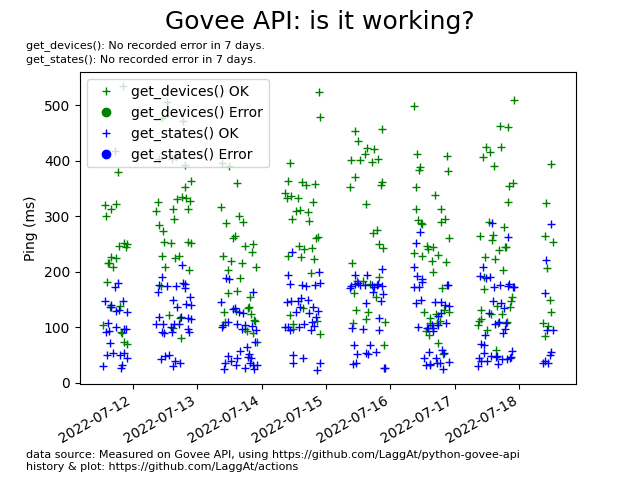 Govee API: is it working?
get_devices(): No recorded error in 7 days.
get_states(): No recorded error in 7 days.
get_devices() OK
get_devices() Error
get_states() OK
get_states() Error
Ping (ms)
500
400
300
200
100
0
2022-07-12
2022-07-13
2022-07-14
2022-07-15
2022-07-16
2022-07-17
2022-07-18
data source: Measured on Govee API, using https://github.com/LaggAt/python-govee-api
history & plot: https://github.com/LaggAt/actions